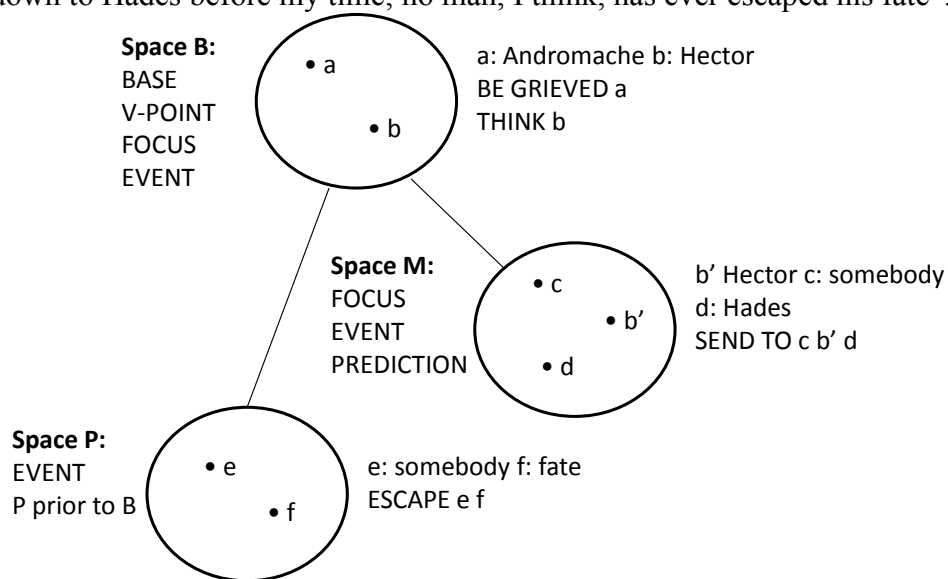 down to Hades before my time; no man, I think, has ever escaped his fate
Space B:
BASE
V-POINT
FOCUS
EVENT
• a
• b
a: Andromache b: Hector
BE GRIEVED a
THINK b
Space M:
FOCUS
EVENT
PREDICTION
• c
• b’
• d
b’ Hector c: somebody
d: Hades
SEND TO c b’ d
Space P:
EVENT
P prior to B
• e
• f
e: somebody f: fate
ESCAPE e f